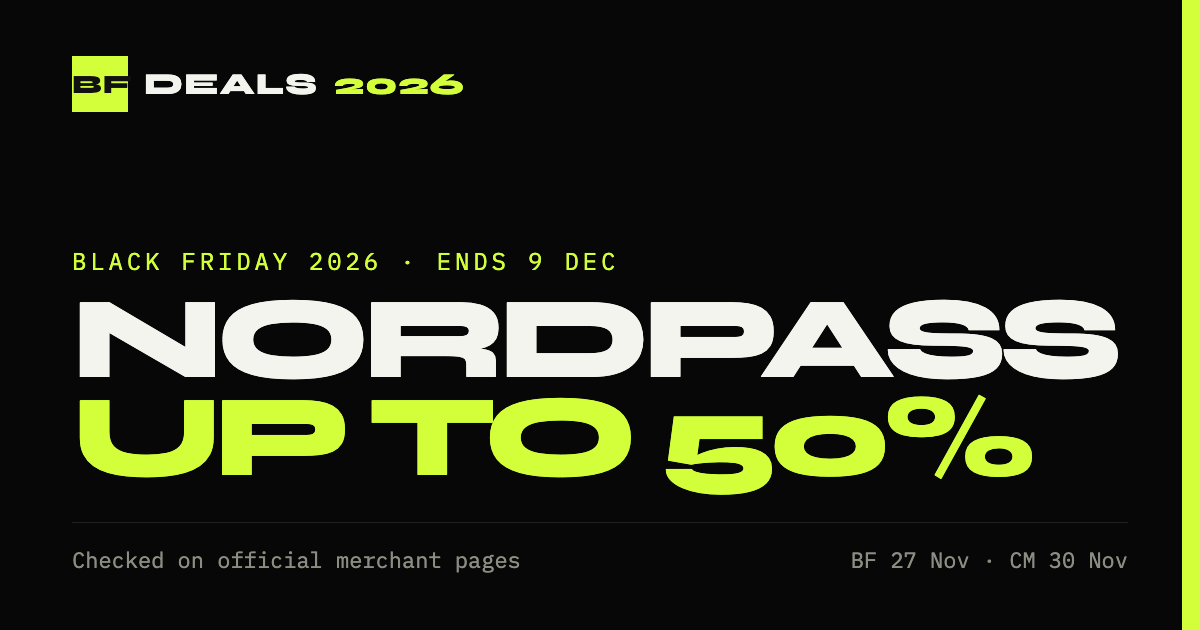 BF DEALS 2026
BLACK FRIDAY 2026 · ENDS 9 DEC
NORDPASS
UP TO 50%
Checked on official merchant pages
BF 27 Nov · CM 30 Nov